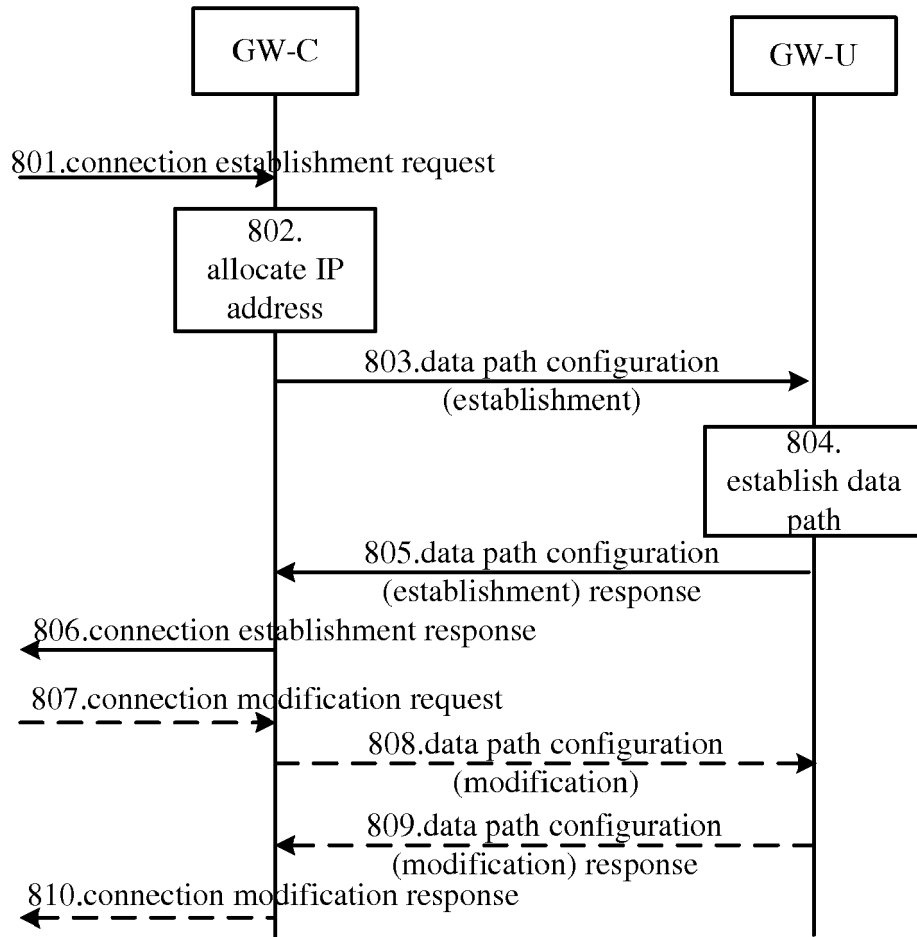 GW-C
GW-U
801.connection establishment request
802.
allocate IP
address
803.data path configuration
(establishment)
804.
establish data
path
805.data path configuration
(establishment) response
806.connection establishment response
807.connection modification request
808.data path configuration
(modification)
809.data path configuration
(modification) response
810.connection modification response